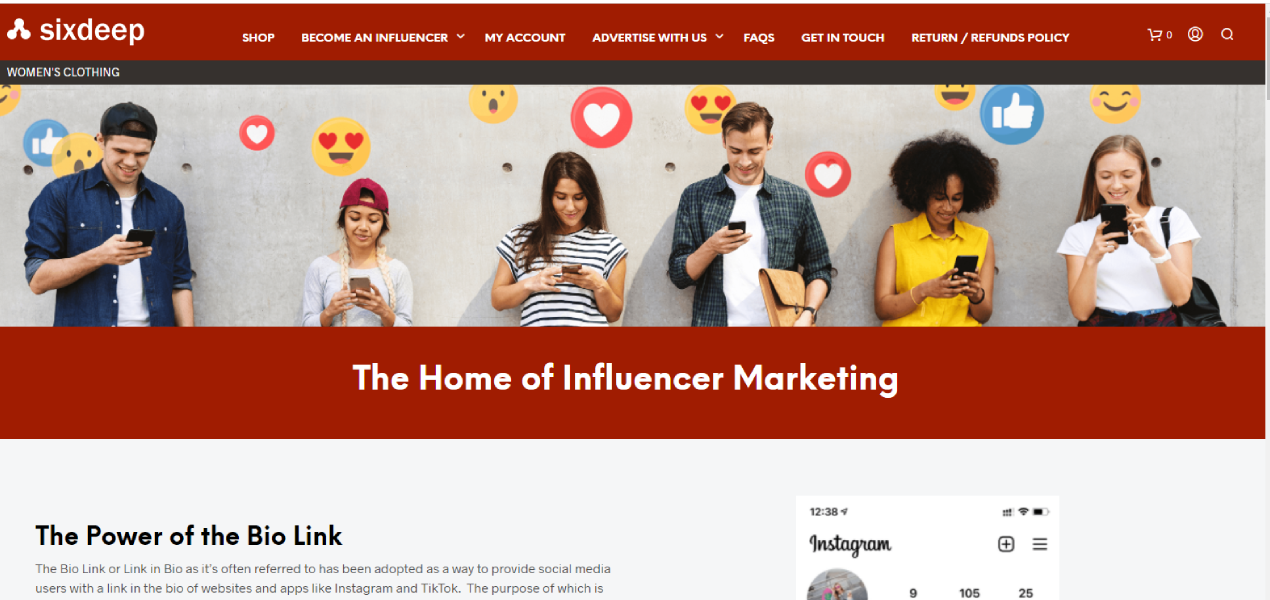 sixdeep
SHOP BECOME AN INFLUENCER MY ACCOUNT ADVERTISE WITH US FAQS GET IN TOUCH RETURN / REFUNDS POLICY 0
WOMEN'S CLOTHING
The Home of Influencer Marketing
The Power of the Bio Link
The Bio Link or Link in Bio as it's often referred to has been adopted as a way to provide social media
users with a link in the bio of websites and apps like Instagram and TikTok. The purpose of which is
12:38
Instagram
9 105 25